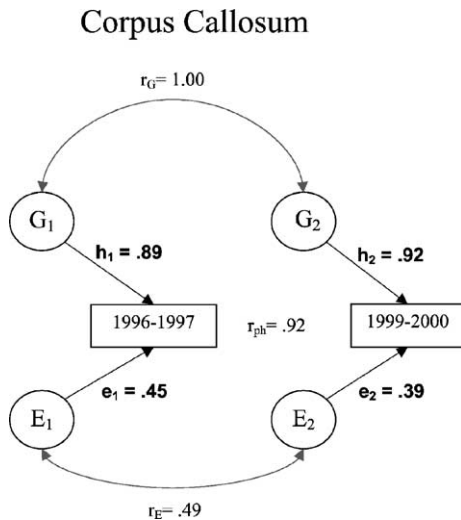 Corpus Callosum
r_G= 1.00
G₁
G₂
h₁ = .89
h₂ = .92
1996-1997
r_ph= .92
1999-2000
e₁ = .45
e₂ = .39
E₁
E₂
r_E= .49